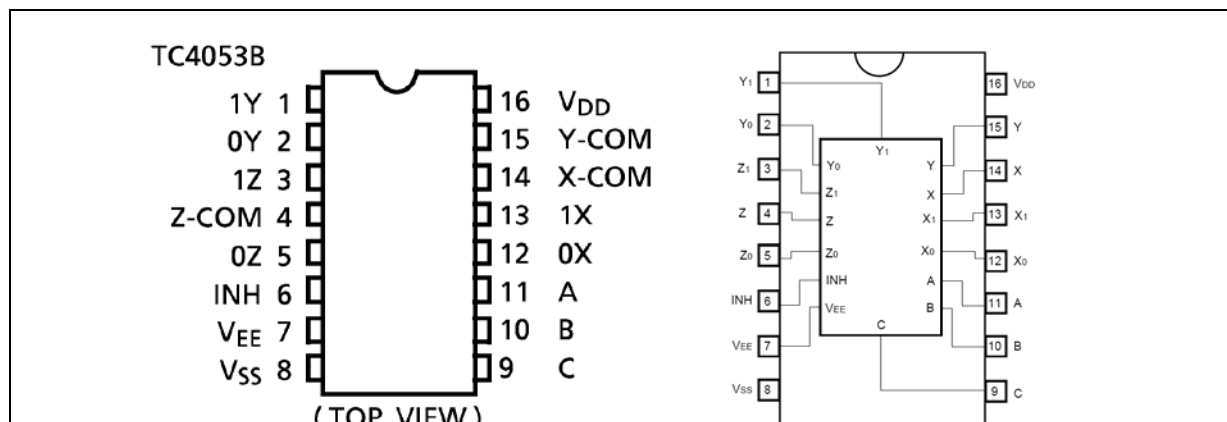 TC4053B
1Y 1
0Y 2
1Z 3
Z-COM 4
0Z 5
INH 6
VEE 7
VSS 8
16 VDD
15 Y-COM
14 X-COM
13 1X
12 0X
11 A
10 B
9 C
(TOP VIEW)
Y1 1
Y0 2
Z1 3
Z 4
Z0 5
INH 6
VEE 7
VSS 8
Y1
Y0
Z1
Z
Z0
INH
VEE
C
Y
X
X1
X0
A
B
16 VDD
15 Y
14 X
13 X1
12 X0
11 A
10 B
9 C